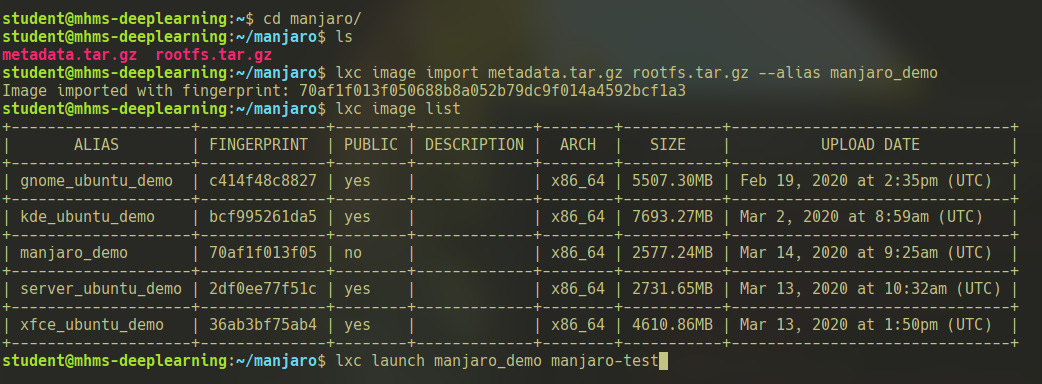 student@mhms-deeplearning:~$ cd manjaro/
student@mhms-deeplearning:~/manjaro$ ls
metadata.tar.gz  rootfs.tar.gz
student@mhms-deeplearning:~/manjaro$ lxc image import metadata.tar.gz rootfs.tar.gz --alias manjaro_demo
Image imported with fingerprint: 70af1f013f050688b8a052b79dc9f014a4592bcf1a3
student@mhms-deeplearning:~/manjaro$ lxc image list
+--------------------+--------------+--------+-------------+--------+-----------+-------------------------------+
|       ALIAS        | FINGERPRINT  | PUBLIC | DESCRIPTION |  ARCH  |   SIZE    |          UPLOAD DATE          |
+--------------------+--------------+--------+-------------+--------+-----------+-------------------------------+
| gnome_ubuntu_demo  | c414f48c8827 | yes    |             | x86_64 | 5507.30MB | Feb 19, 2020 at 2:35pm (UTC)  |
+--------------------+--------------+--------+-------------+--------+-----------+-------------------------------+
| kde_ubuntu_demo    | bcf995261da5 | yes    |             | x86_64 | 7693.27MB | Mar 2, 2020 at 8:59am (UTC)   |
+--------------------+--------------+--------+-------------+--------+-----------+-------------------------------+
| manjaro_demo       | 70af1f013f05 | no     |             | x86_64 | 2577.24MB | Mar 14, 2020 at 9:25am (UTC)  |
+--------------------+--------------+--------+-------------+--------+-----------+-------------------------------+
| server_ubuntu_demo | 2df0ee77f51c | yes    |             | x86_64 | 2731.65MB | Mar 13, 2020 at 10:32am (UTC) |
+--------------------+--------------+--------+-------------+--------+-----------+-------------------------------+
| xfce_ubuntu_demo   | 36ab3bf75ab4 | yes    |             | x86_64 | 4610.86MB | Mar 13, 2020 at 1:50pm (UTC)  |
+--------------------+--------------+--------+-------------+--------+-----------+-------------------------------+
student@mhms-deeplearning:~/manjaro$ lxc launch manjaro_demo manjaro-test